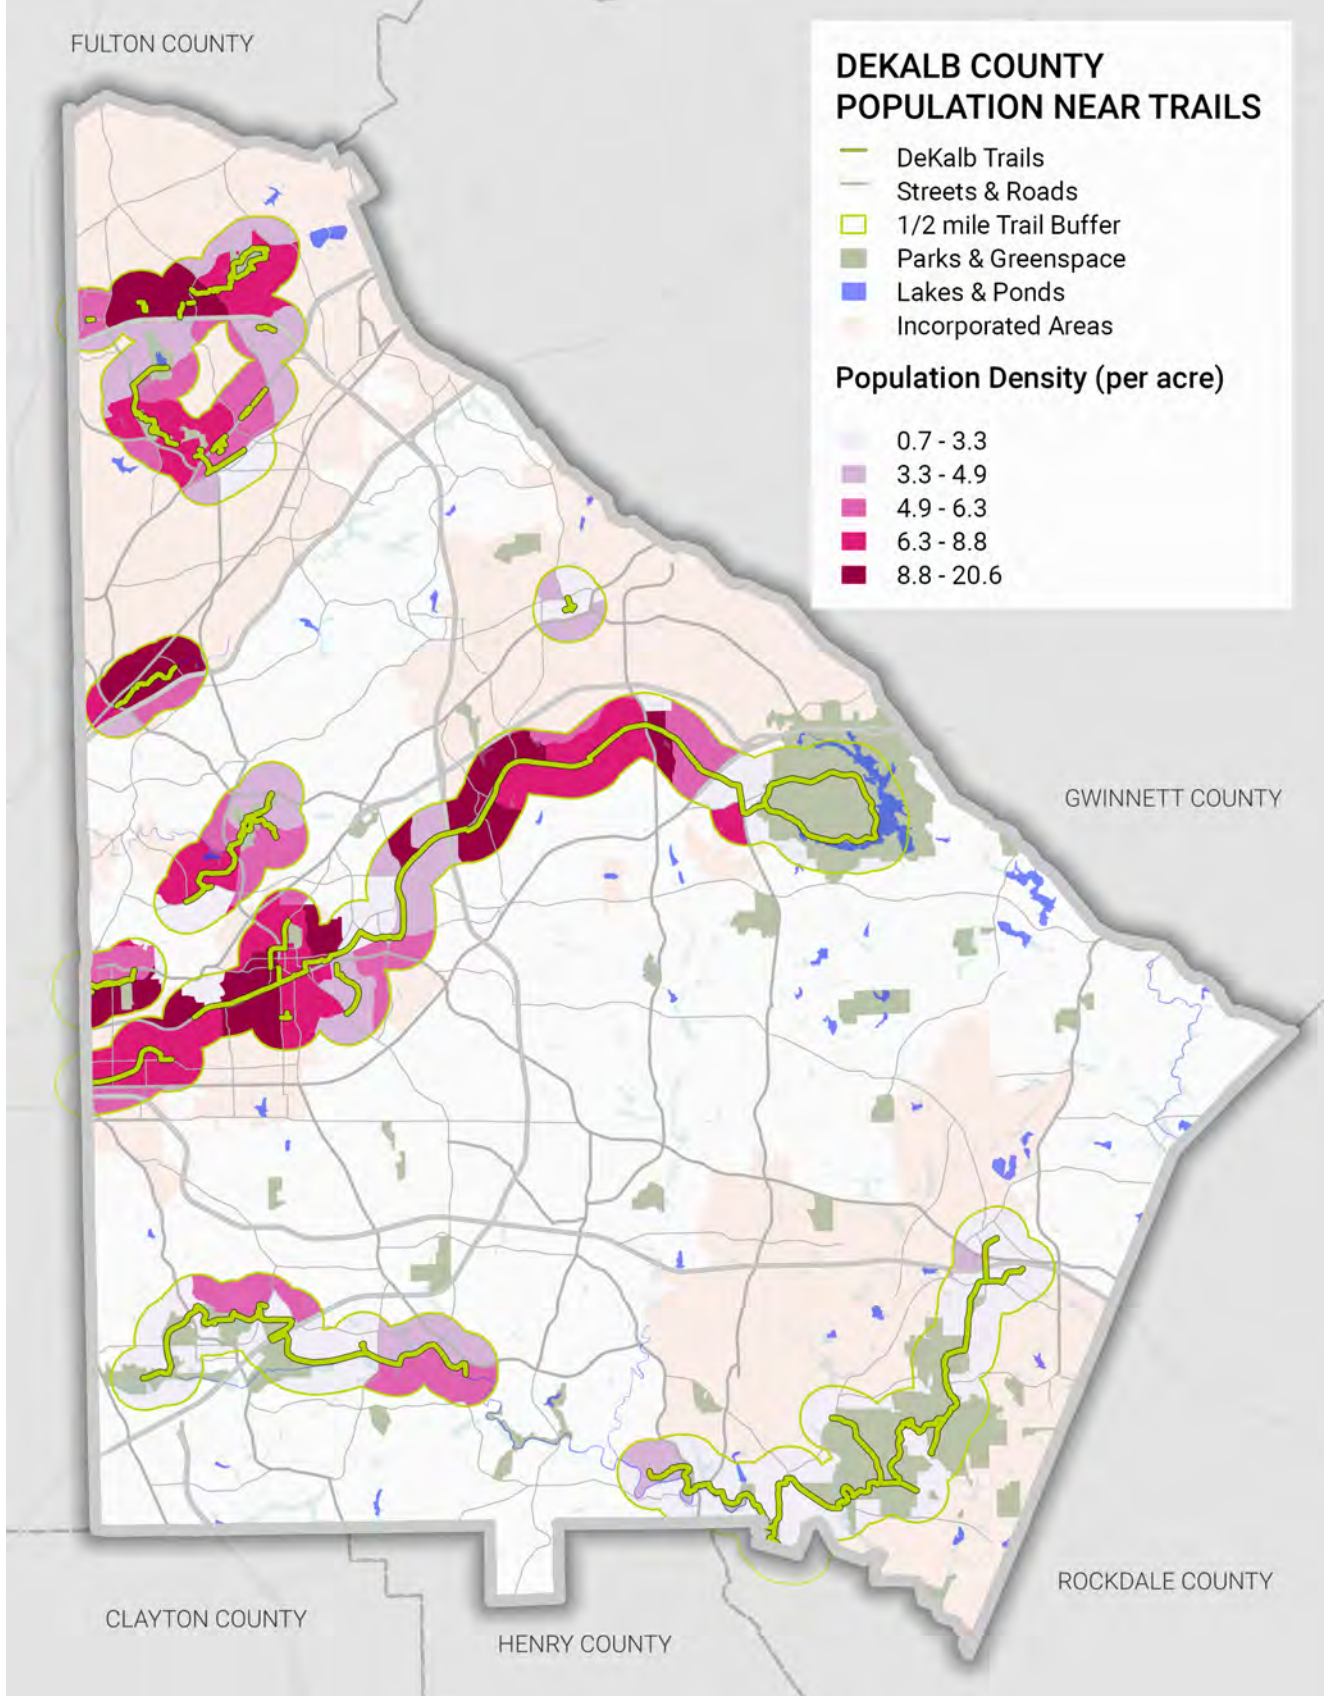 FULTON COUNTY
DEKALB COUNTY
POPULATION NEAR TRAILS
DeKalb Trails
Streets & Roads
1/2 mile Trail Buffer
Parks & Greenspace
Lakes & Ponds
Incorporated Areas
Population Density (per acre)
0.7 - 3.3
3.3 - 4.9
4.9 - 6.3
6.3 - 8.8
8.8 - 20.6
GWINNETT COUNTY
ROCKDALE COUNTY
CLAYTON COUNTY
HENRY COUNTY